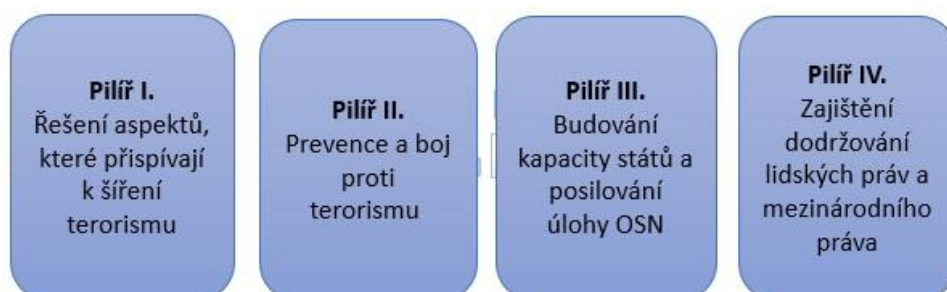 Pilíř I.
Řešení aspektů,
které přispívají
k šíření
terorismu
Pilíř II.
Prevence a boj
proti
terorismu
Pilíř III.
Budování
kapacity států a
posilování
úlohy OSN
Pilíř IV.
Zajištění
dodržování
lidských práv a
mezinárodního
práva